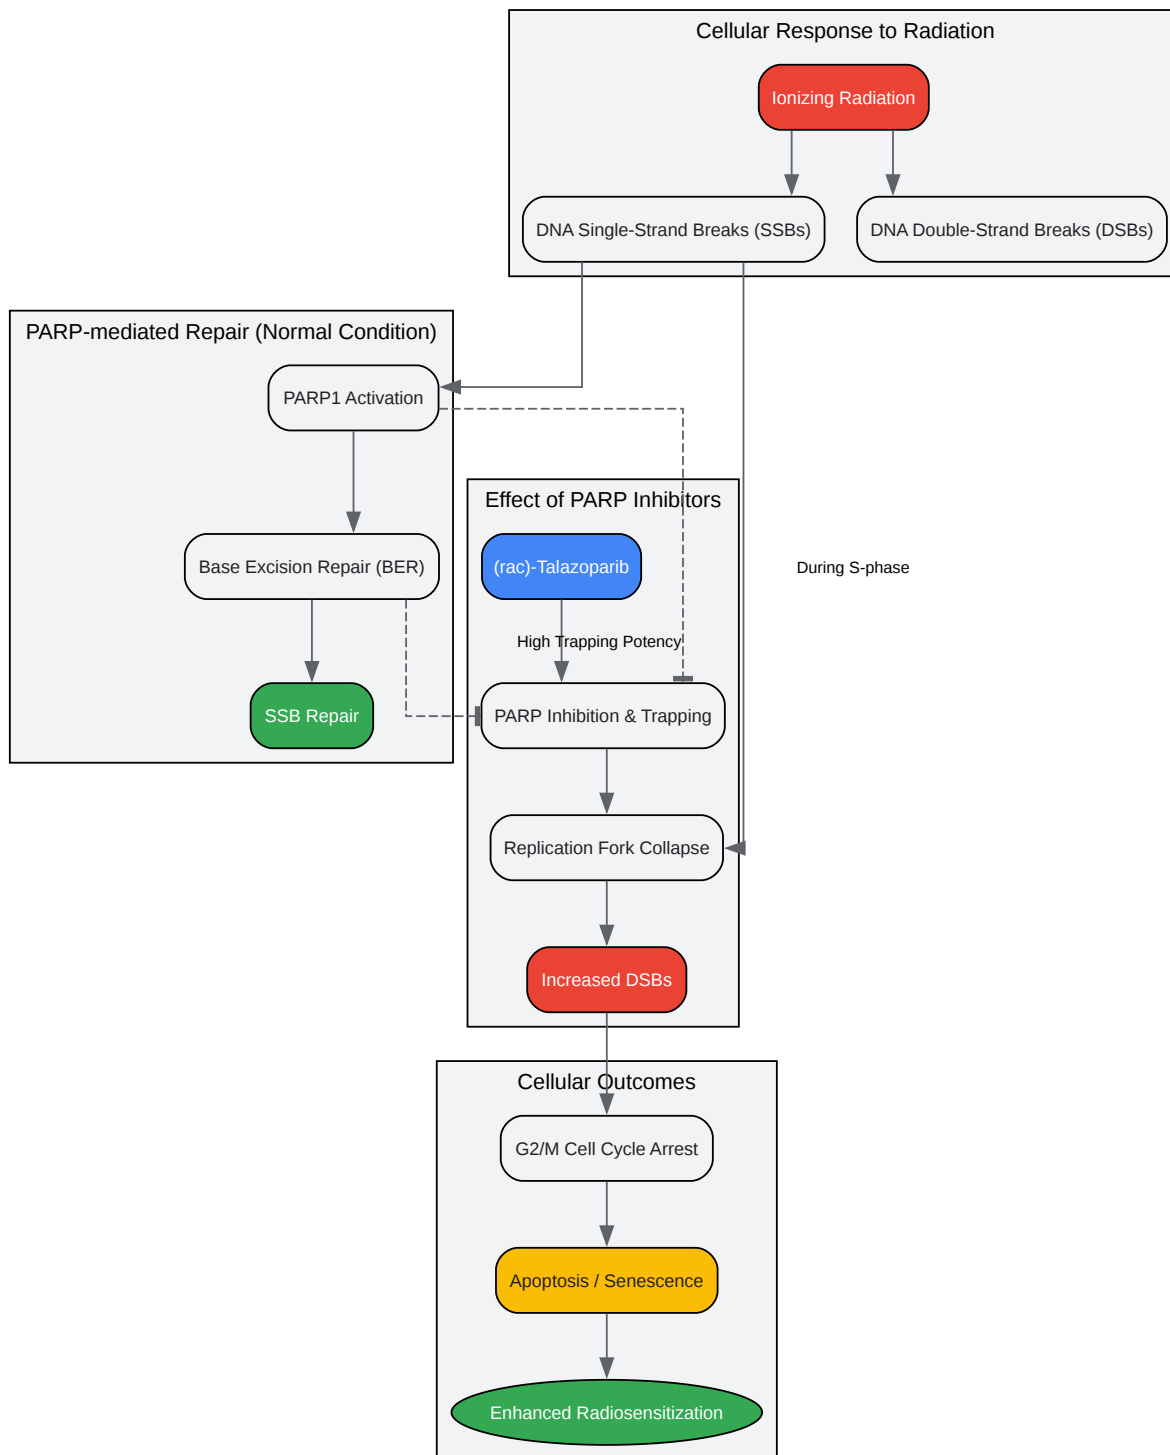 Cellular Response to Radiation
Ionizing Radiation
DNA Single-Strand Breaks (SSBs)
DNA Double-Strand Breaks (DSBs)
PARP-mediated Repair (Normal Condition)
PARP1 Activation
Base Excision Repair (BER)
SSB Repair
Effect of PARP Inhibitors
(rac)-Talazoparib
During S-phase
High Trapping Potency
PARP Inhibition & Trapping
Replication Fork Collapse
Increased DSBs
Cellular Outcomes
G2/M Cell Cycle Arrest
Apoptosis / Senescence
Enhanced Radiosensitization